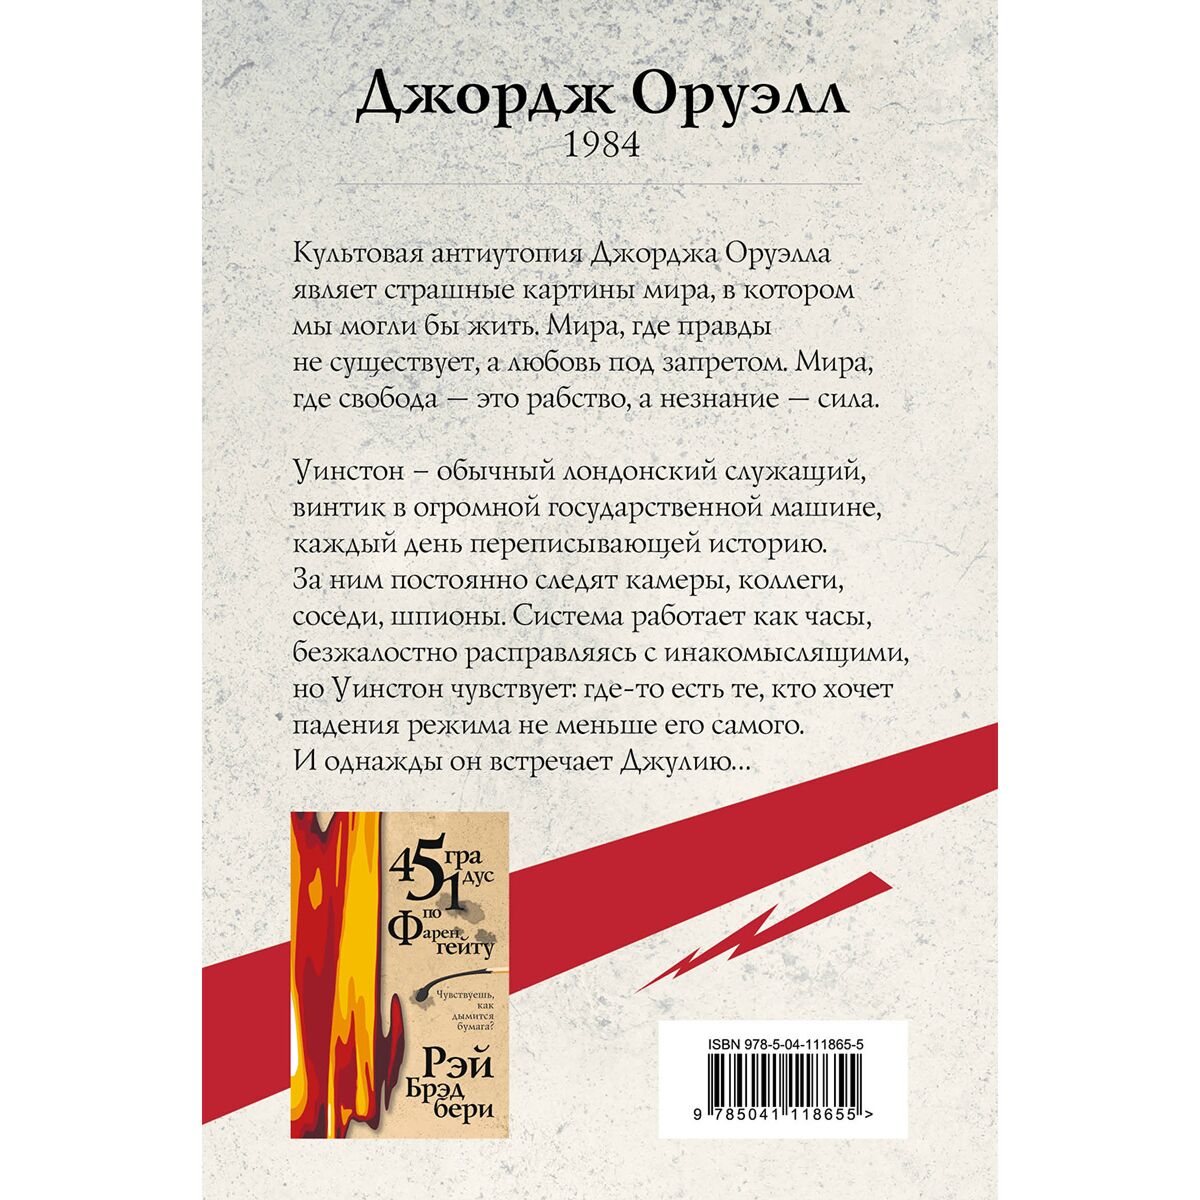 Джордж Оруэлл
1984
Культовая антиутопия Джорджа Оруэлла
являет страшные картины мира, в котором
мы могли бы жить. Мира, где правды
не существует, а любовь под запретом. Мира,
где свобода — это рабство, а незнание — сила.
Уинстон – обычный лондонский служащий,
винтик в огромной государственной машине,
каждый день переписывающей историю.
За ним постоянно следят камеры, коллеги,
соседи, шпионы. Система работает как часы,
безжалостно расправляясь с инакомыслящими,
но Уинстон чувствует: где-то есть те, кто хочет
падения режима не меньше его самого.
И однажды он встречает Джулию...
451 градус
по
Фарен
гейту
Чувствуешь,
как
дымится
бумага?
Рэй
Брэд
бери
ISBN 978-5-04-111865-5
9 785041 118655 >